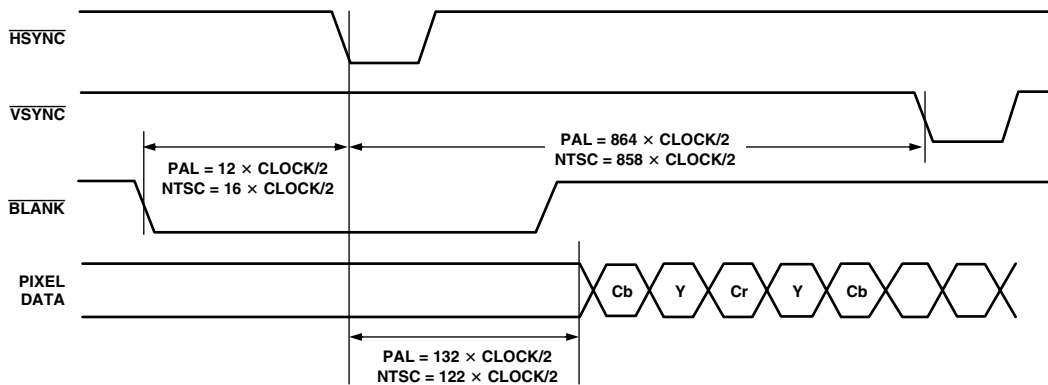 HSYNC
VSYNC
PAL = 864 × CLOCK/2
NTSC = 858 × CLOCK/2
PAL = 12 × CLOCK/2
NTSC = 16 × CLOCK/2
BLANK
PIXEL
DATA
Cb Y Cr Y Cb
PAL = 132 × CLOCK/2
NTSC = 122 × CLOCK/2